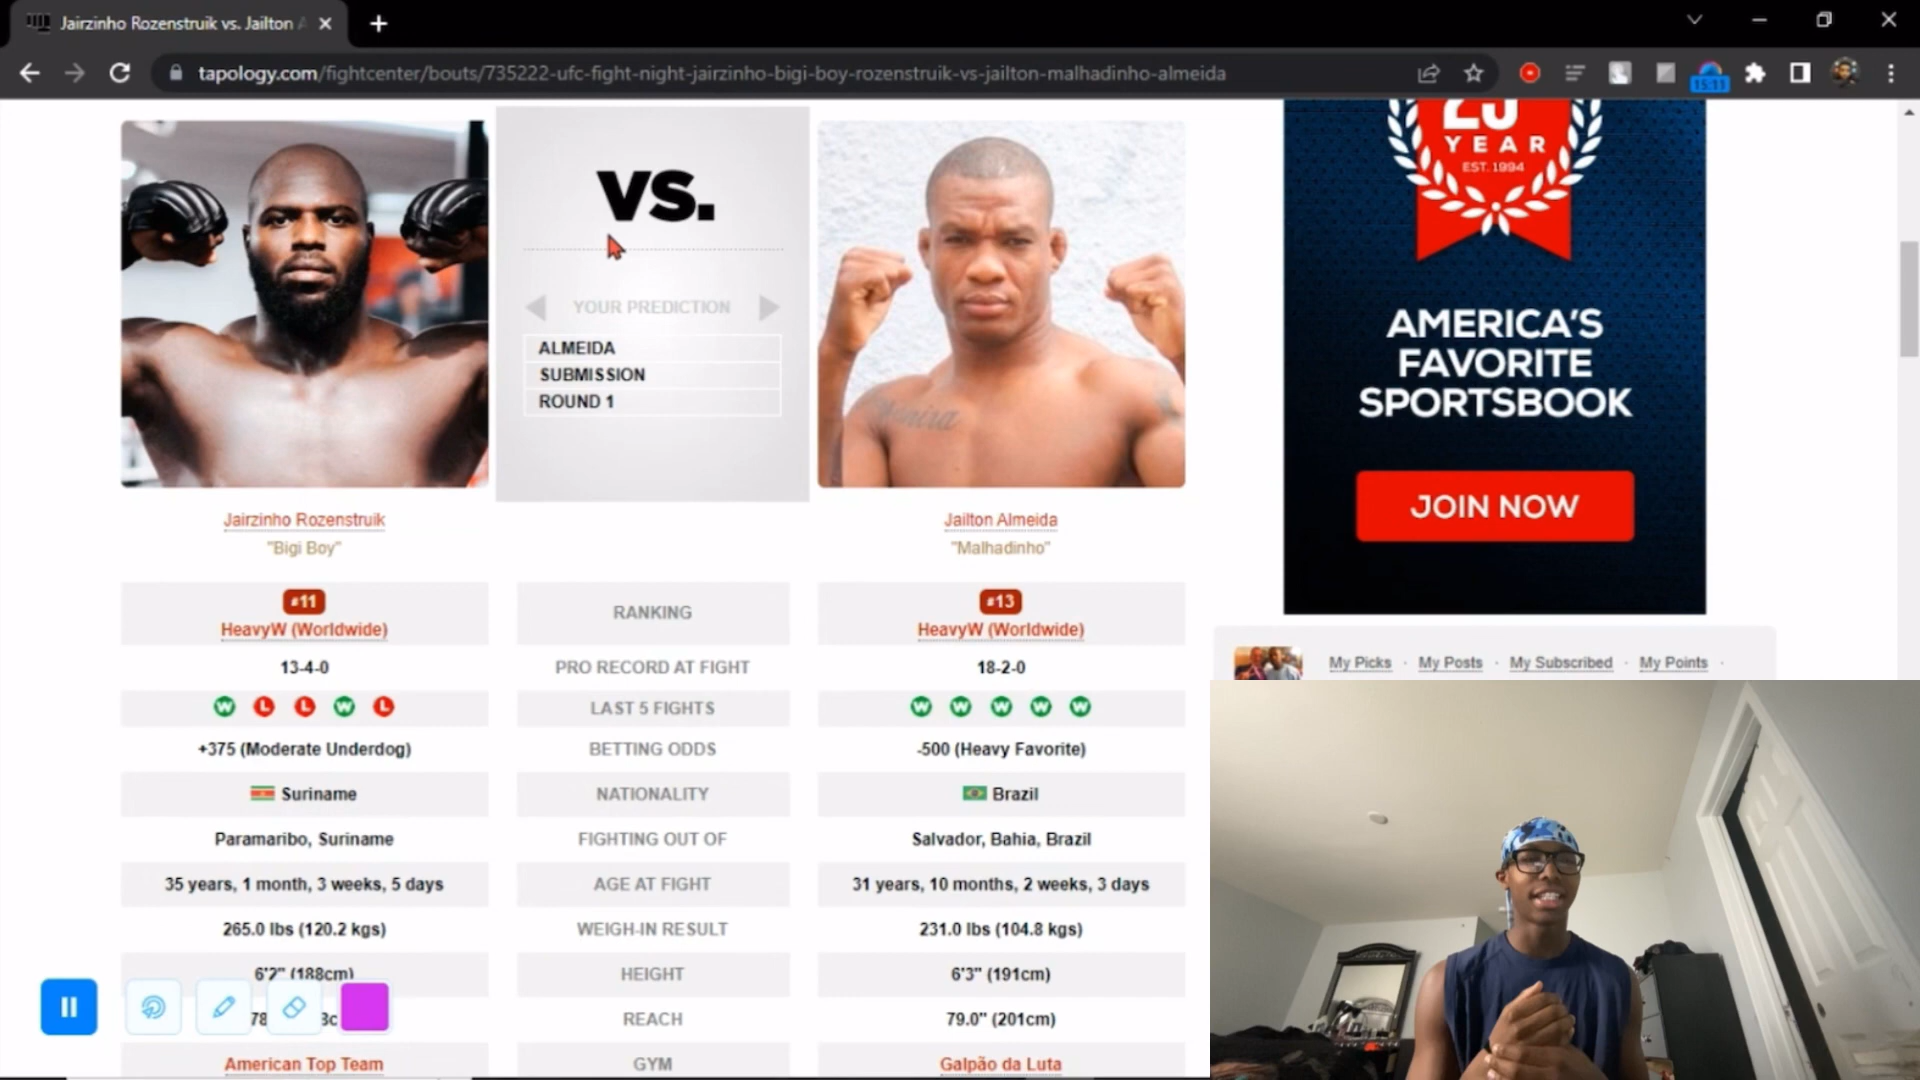 Jairzinho Rozenstruik vs. Jailton
tapology.com/fightcenter/bouts/735222-ufc-fight-night-jairzinho-bigi-boy-rozenstruik-vs-jailton-malhadinho-almeida
15:11
VS.
YOUR PREDICTION
ALMEIDA
SUBMISSION
ROUND 1
25
YEAR
EST. 1994
AMERICA'S
FAVORITE
SPORTSBOOK
JOIN NOW
Jairzinho Rozenstruik
Jailton Almeida
"Bigi Boy"
"Malhadinho"
#11
HeavyW (Worldwide)
RANKING
#13
HeavyW (Worldwide)
13-4-0
PRO RECORD AT FIGHT
18-2-0
W L L W L
LAST 5 FIGHTS
W W W W W
+375 (Moderate Underdog)
BETTING ODDS
-500 (Heavy Favorite)
Suriname
NATIONALITY
Brazil
Paramaribo, Suriname
FIGHTING OUT OF
Salvador, Bahia, Brazil
35 years, 1 month, 3 weeks, 5 days
AGE AT FIGHT
31 years, 10 months, 2 weeks, 3 days
265.0 lbs (120.2 kgs)
WEIGH-IN RESULT
231.0 lbs (104.8 kgs)
6'2" (188cm)
HEIGHT
6'3" (191cm)
78
REACH
79.0" (201cm)
American Top Team
GYM
Galpão da Luta
My Picks · My Posts · My Subscribed · My Points ·